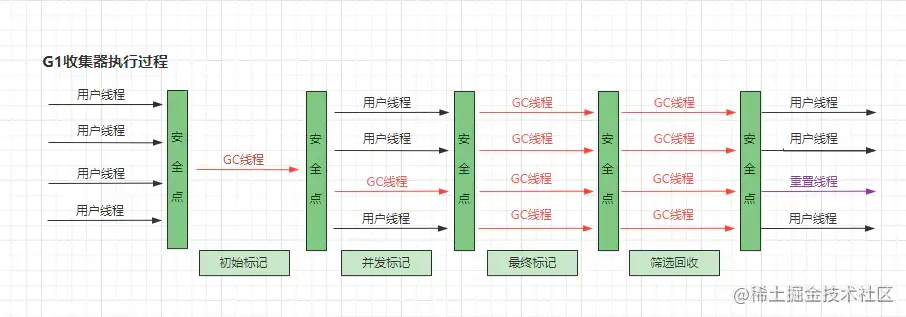 G1收集器执行过程
用户线程
用户线程
用户线程
用户线程
安全点
GC线程
安全点
用户线程
用户线程
GC线程
用户线程
安全点
GC线程
GC线程
GC线程
GC线程
安全点
GC线程
GC线程
GC线程
GC线程
安全点
用户线程
用户线程
重置线程
用户线程
初始标记
并发标记
最终标记
筛选回收
@稀土掘金技术社区